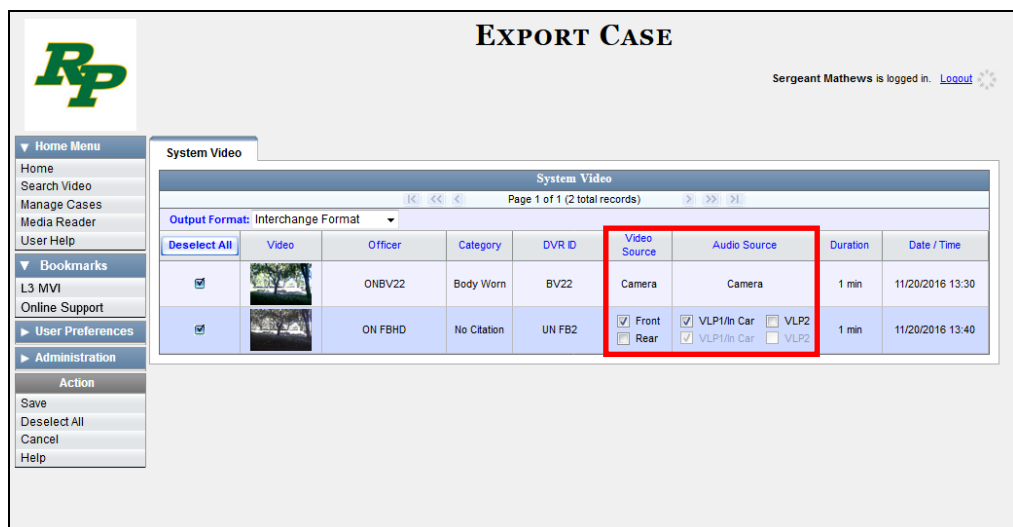 EXPORT CASE
RP
Sergeant Mathews is logged in. Logout
▼ Home Menu
Home
Search Video
Manage Cases
Media Reader
User Help
▼ Bookmarks
L3 MVI
Online Support
► User Preferences
► Administration
Action
Save
Deselect All
Cancel
Help
System Video
System Video
|< << < Page 1 of 1 (2 total records) > >> >|
Output Format: Interchange Format
Deselect All Video Officer Category DVR ID Video Source Audio Source Duration Date / Time
ONBV22 Body Worn BV22 Camera Camera 1 min 11/20/2016 13:30
ON FBHD No Citation UN FB2 Front VLP1/In Car VLP2 1 min 11/20/2016 13:40
Rear VLP1/In Car VLP2